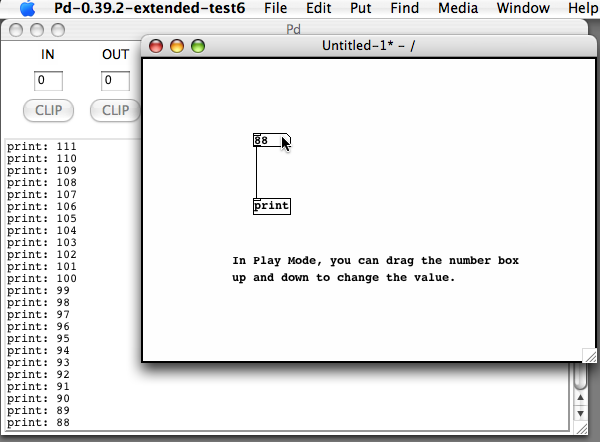 Pd-0.39.2-extended-test6 File Edit Put Find Media Window Help
Pd
Untitled-1* - /
IN OUT
0 0
CLIP CLIP
print: 111
print: 110
print: 109
print: 108
print: 107
print: 106
print: 105
print: 104
print: 103
print: 102
print: 101
print: 100
print: 99
print: 98
print: 97
print: 96
print: 95
print: 94
print: 93
print: 92
print: 91
print: 90
print: 89
print: 88
88
print
In Play Mode, you can drag the number box
up and down to change the value.